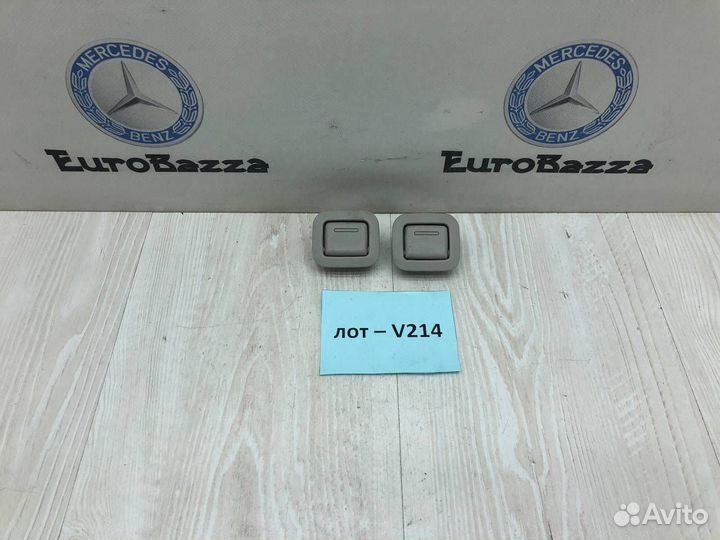 MERCEDES
BENZ
EuroBazza
MERCEDES
BENZ
EuroBazza
лот – V214
Avito